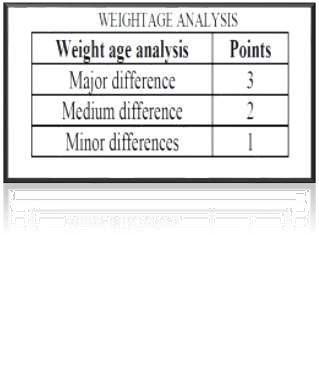 WEIGHTAGE ANALYSIS
Weight age analysis Points
Major difference 3
Medium difference 2
Minor differences 1